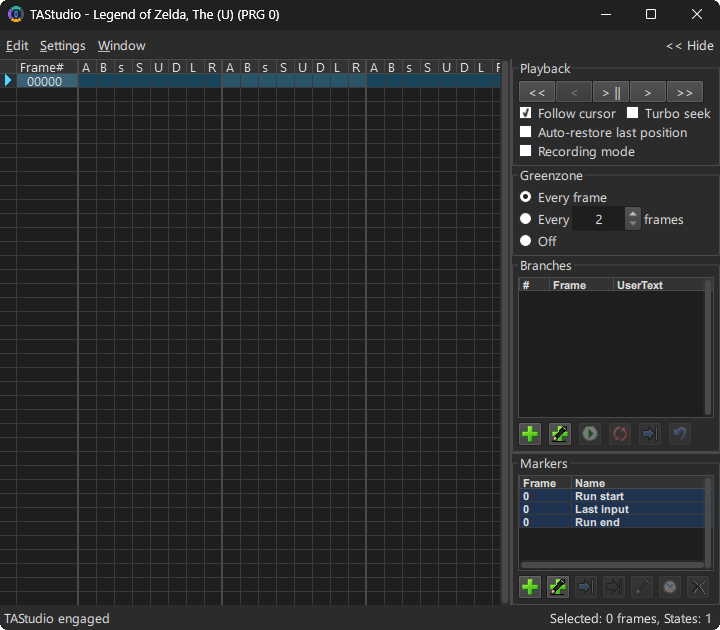 TAStudio - Legend of Zelda, The (U) (PRG 0)
Edit Settings Window << Hide
Frame# A B s S U D L R A B s S U D L R A B s S U D L
00000
Playback
<< < > || > >>
Follow cursor Turbo seek
Auto-restore last position
Recording mode
Greenzone
Every frame
Every 2 frames
Off
Branches
# Frame UserText
Markers
Frame Name
0 Run start
0 Last input
0 Run end
TAStudio engaged Selected: 0 frames, States: 1